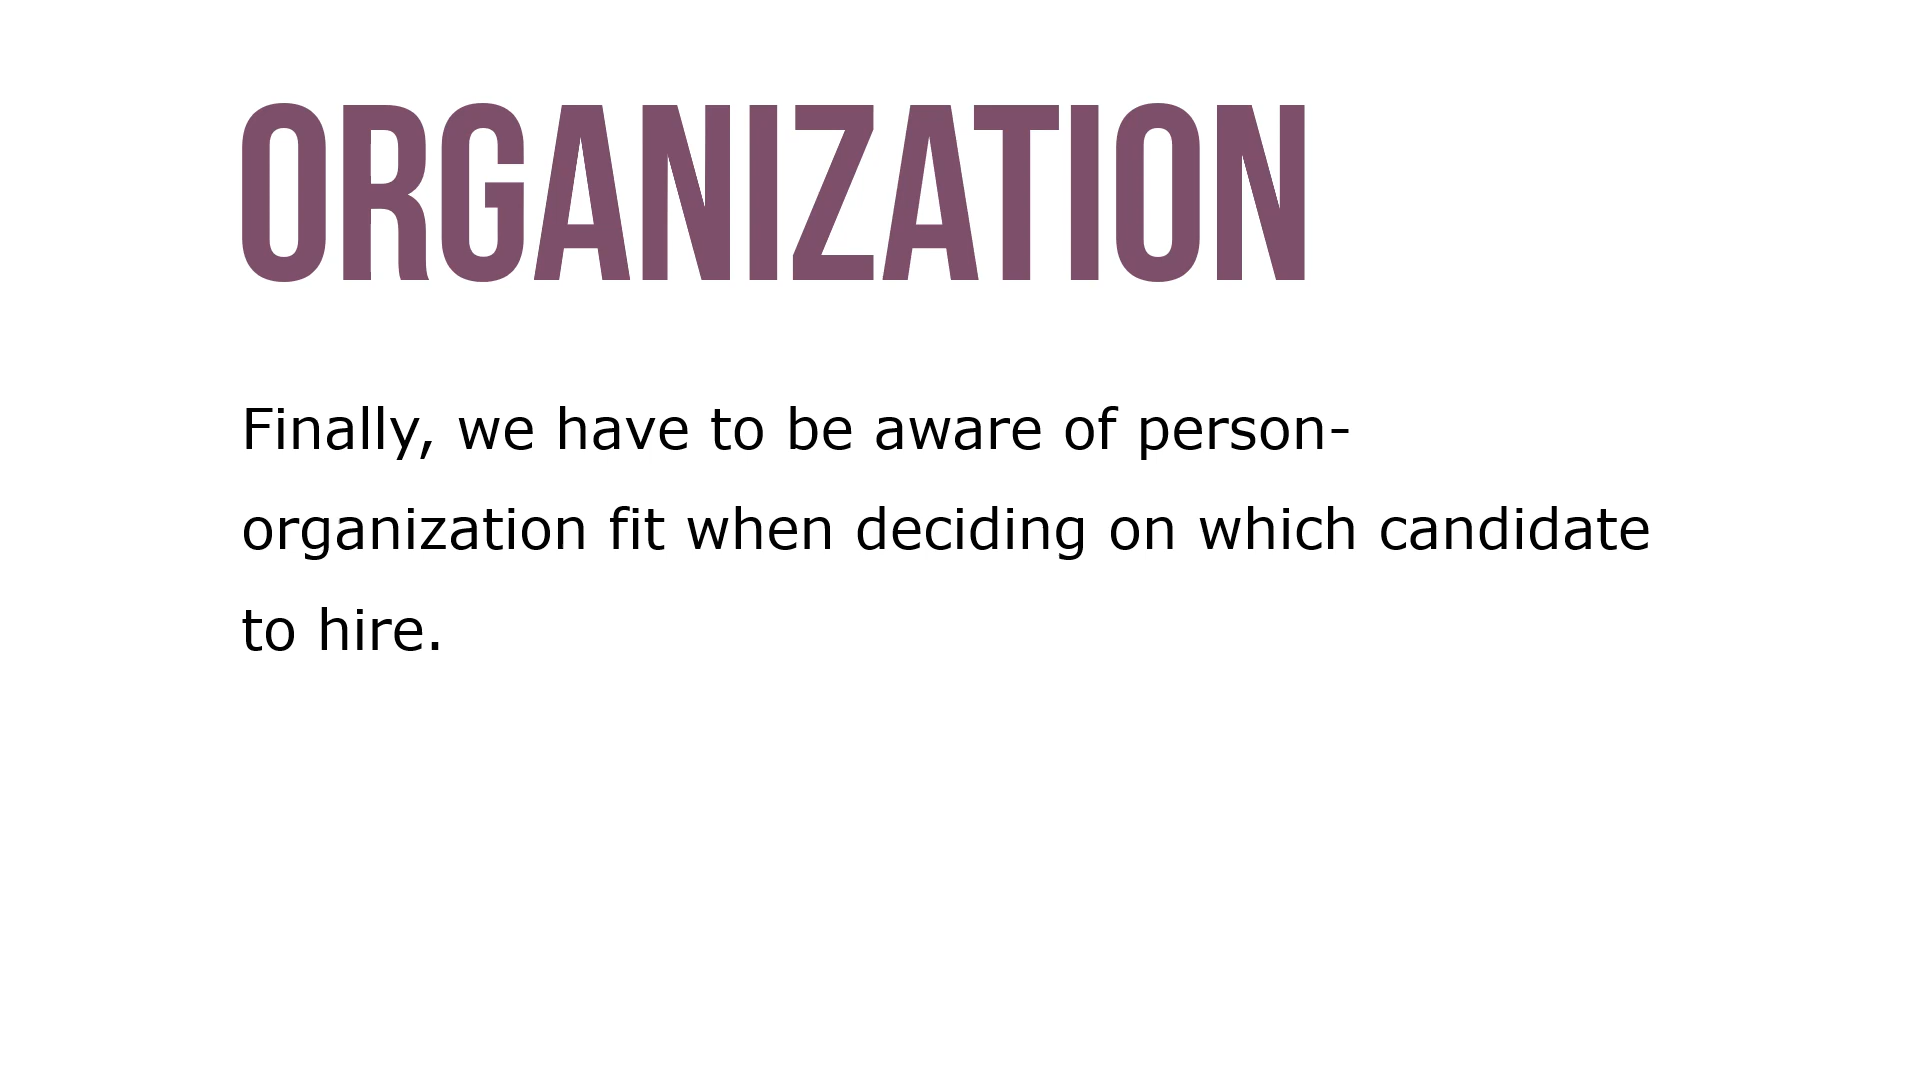 ORGANIZATION
Finally, we have to be aware of person-
organization fit when deciding on which candidate
to hire.